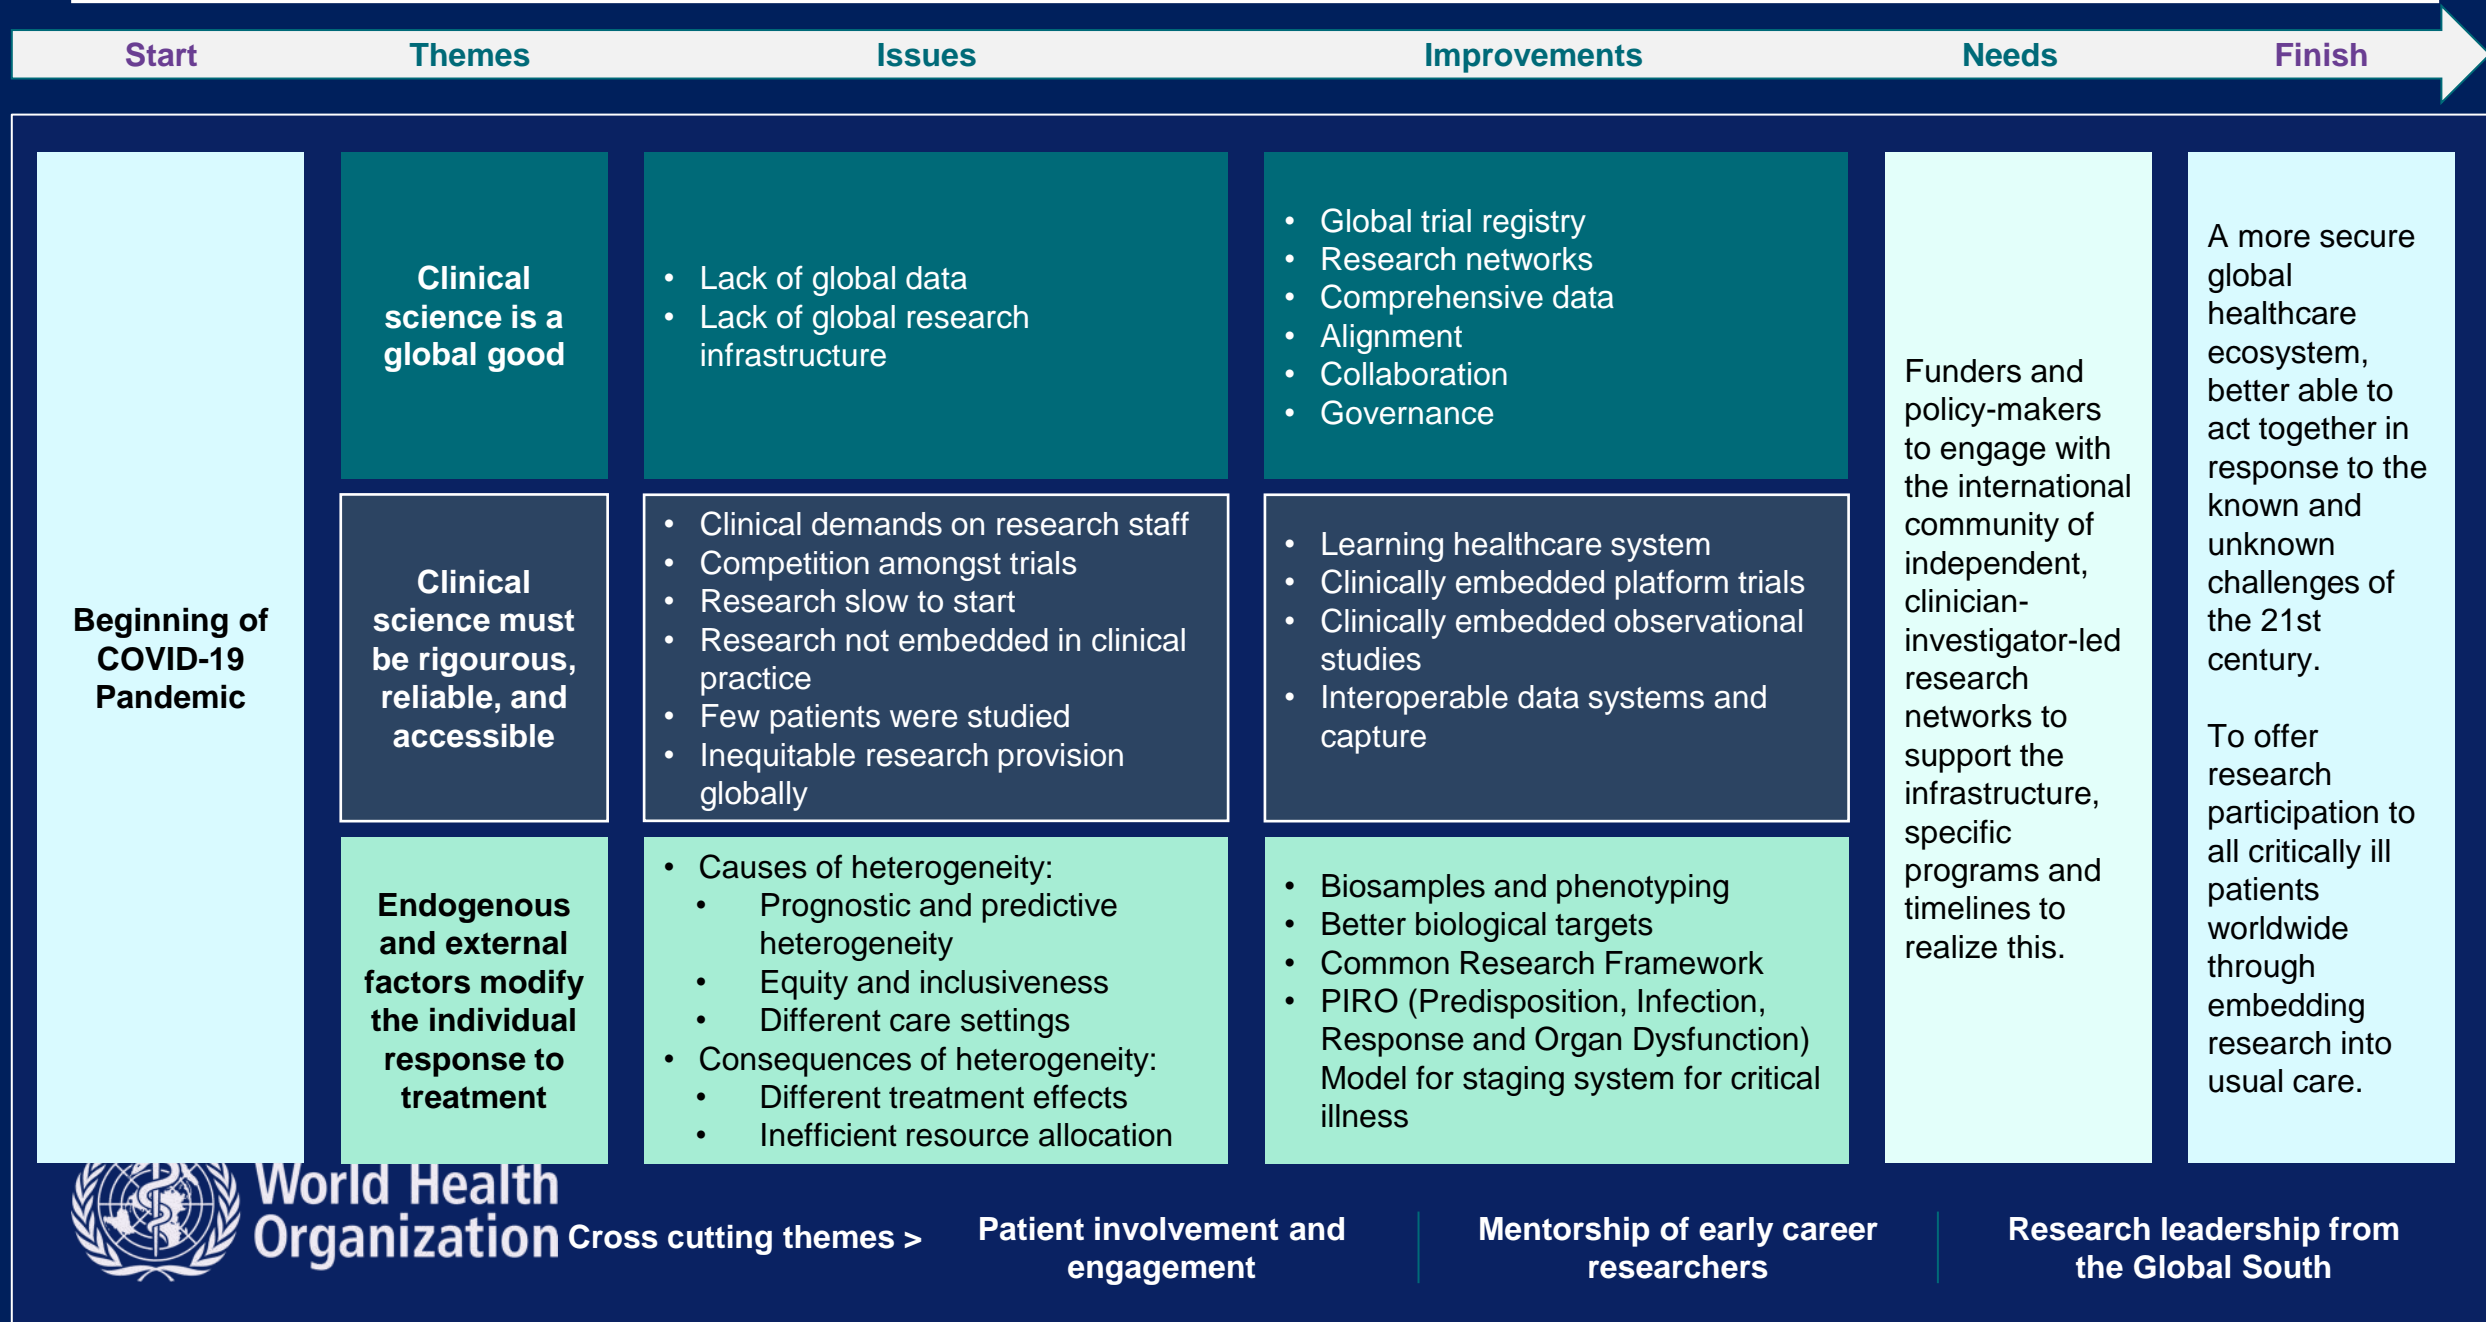 Start
Themes
Issues
Improvements
Needs
Finish
Beginning of
COVID-19
Pandemic
Clinical
science is a
global good
• Lack of global data
• Lack of global research
infrastructure
• Global trial registry
• Research networks
• Comprehensive data
• Alignment
• Collaboration
• Governance
Clinical
science must
be rigourous,
reliable, and
accessible
• Clinical demands on research staff
• Competition amongst trials
• Research slow to start
• Research not embedded in clinical
practice
• Few patients were studied
• Inequitable research provision
globally
• Learning healthcare system
• Clinically embedded platform trials
• Clinically embedded observational
studies
• Interoperable data systems and
capture
Endogenous
and external
factors modify
the individual
response to
treatment
• Causes of heterogeneity:
• Prognostic and predictive
heterogeneity
• Equity and inclusiveness
• Different care settings
• Consequences of heterogeneity:
• Different treatment effects
• Inefficient resource allocation
• Biosamples and phenotyping
• Better biological targets
• Common Research Framework
• PIRO (Predisposition, Infection,
Response and Organ Dysfunction)
Model for staging system for critical
illness
Funders and
policy-makers
to engage with
the international
community of
independent,
clinician-
investigator-led
research
networks to
support the
infrastructure,
specific
programs and
timelines to
realize this.
A more secure
global
healthcare
ecosystem,
better able to
act together in
response to the
known and
unknown
challenges of
the 21st
century.
To offer
research
participation to
all critically ill
patients
worldwide
through
embedding
research into
usual care.
World Health
Organization
Cross cutting themes >
Patient involvement and
engagement
Mentorship of early career
researchers
Research leadership from
the Global South